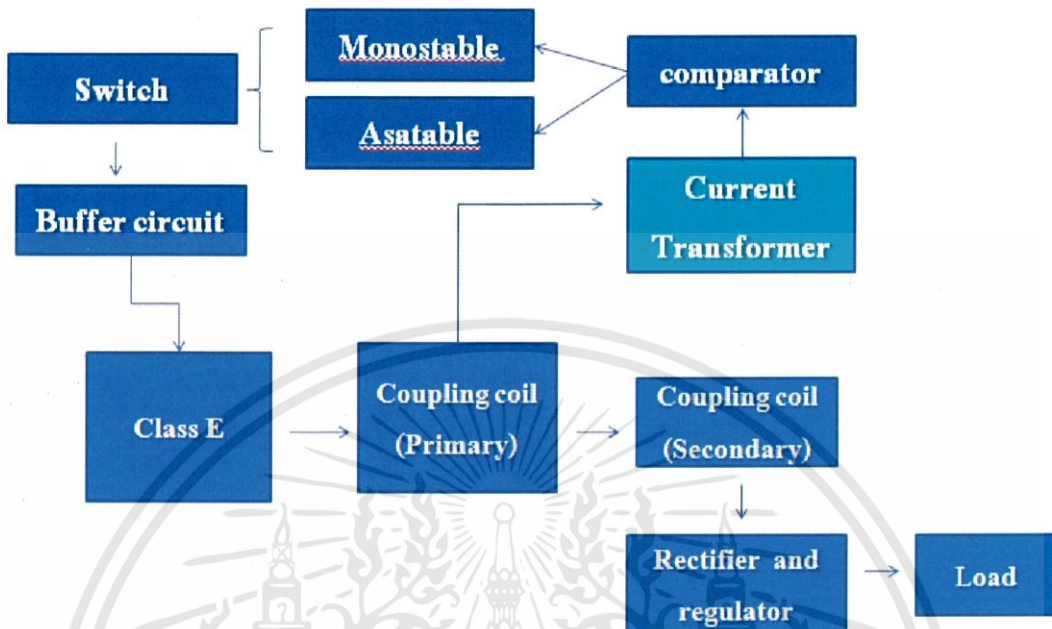 Monostable
Switch
comparator
Asatable
Buffer circuit
Current
Transformer
Class E
Coupling coil
(Primary)
Coupling coil
(Secondary)
Rectifier and
regulator
Load